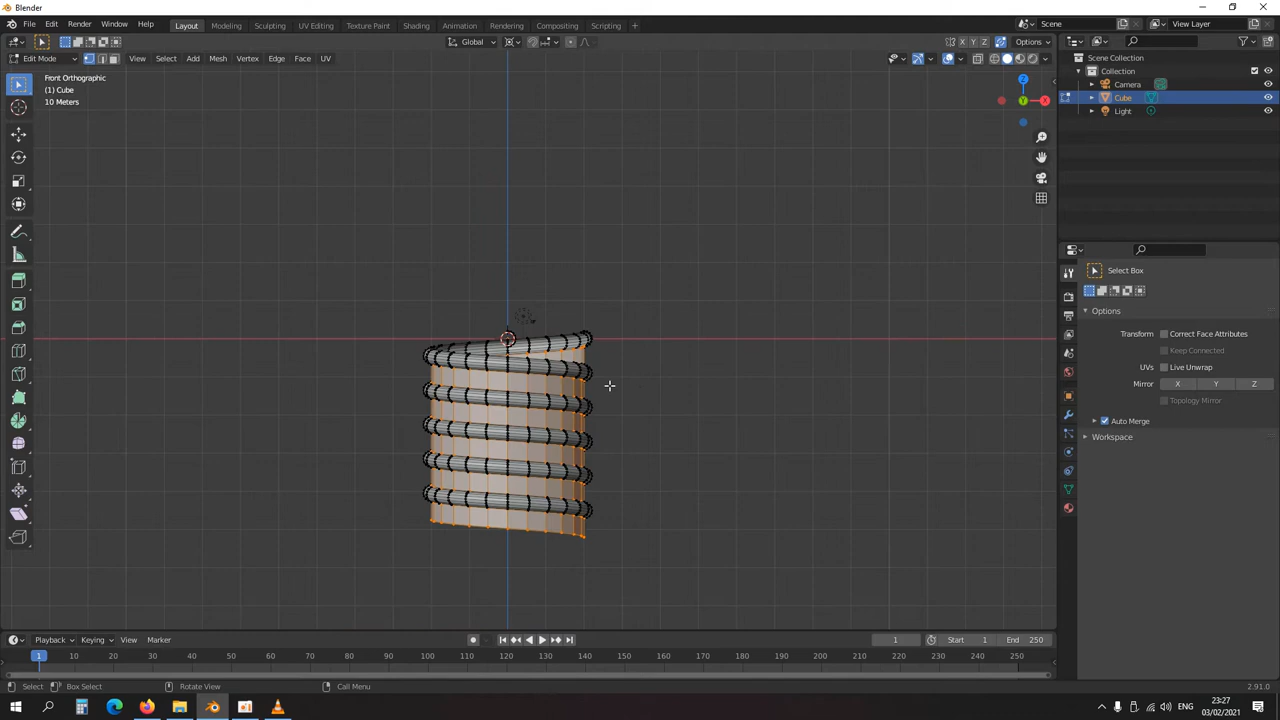 Blender
File Edit Render Window Help
Layout Modeling Sculpting UV Editing Texture Paint Shading Animation Rendering Compositing Scripting +
Scene
View Layer
Global
X Y Z
Options
Edit Mode
View Select Add Mesh Vertex Edge Face UV
Front Orthographic
(1) Cube
10 Meters
Z
Y
X
Scene Collection
Collection
Camera
Cube
Light
Select Box
Options
Transform Correct Face Attributes
Keep Connected
UVs Live Unwrap
Mirror X Y Z
Topology Mirror
Auto Merge
Workspace
Playback Keying View Marker
1
Start 1 End 250
1 10 20 30 40 50 60 70 80 90 100 110 120 130 140 150 160 170 180 190 200 210 220 230 240 250
Select Box Select Rotate View Call Menu
2.91.0
ENG
23:27
03/02/2021